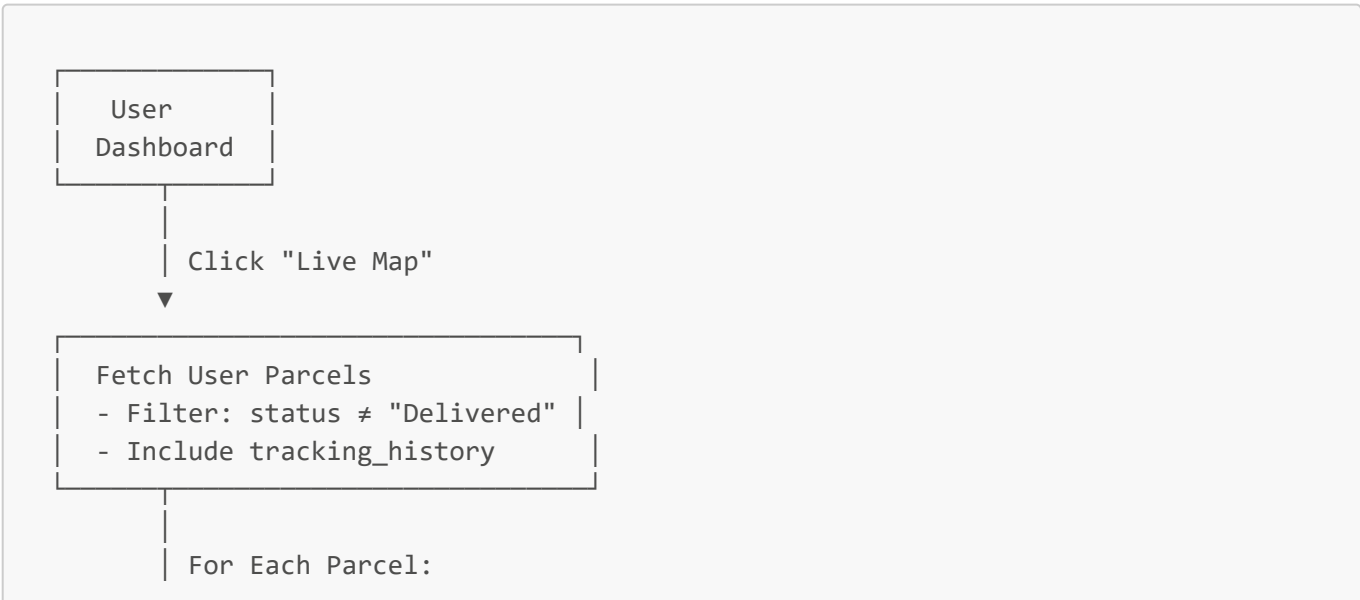 User
Dashboard
Click "Live Map"
▼
Fetch User Parcels
- Filter: status ≠ "Delivered"
- Include tracking_history
For Each Parcel: